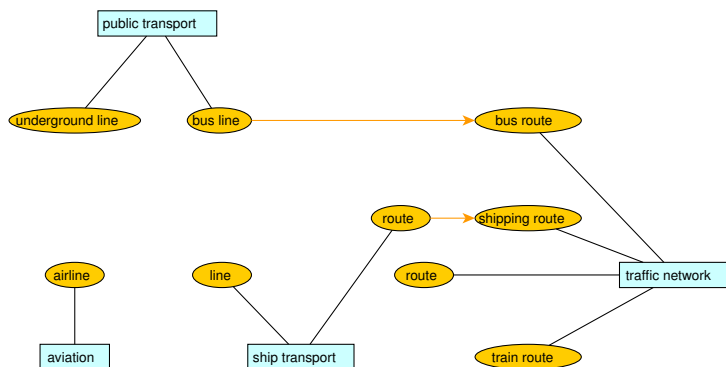 public transport
underground line
bus line
bus route
route
shipping route
airline
line
route
traffic network
aviation
ship transport
train route